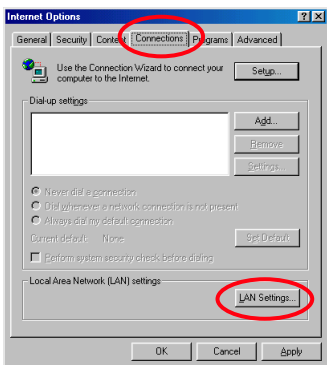 Internet Options
General Security Content Connections Programs Advanced
Use the Connection Wizard to connect your computer to the Internet.
Setup...
Dial-up settings
Add...
Remove
Settings...
Never dial a connection
Dial whenever a network connection is not present
Always dial my default connection
Current default: None
Set Default
Perform system security check before dialing
Local Area Network (LAN) settings
LAN Settings...
OK Cancel Apply